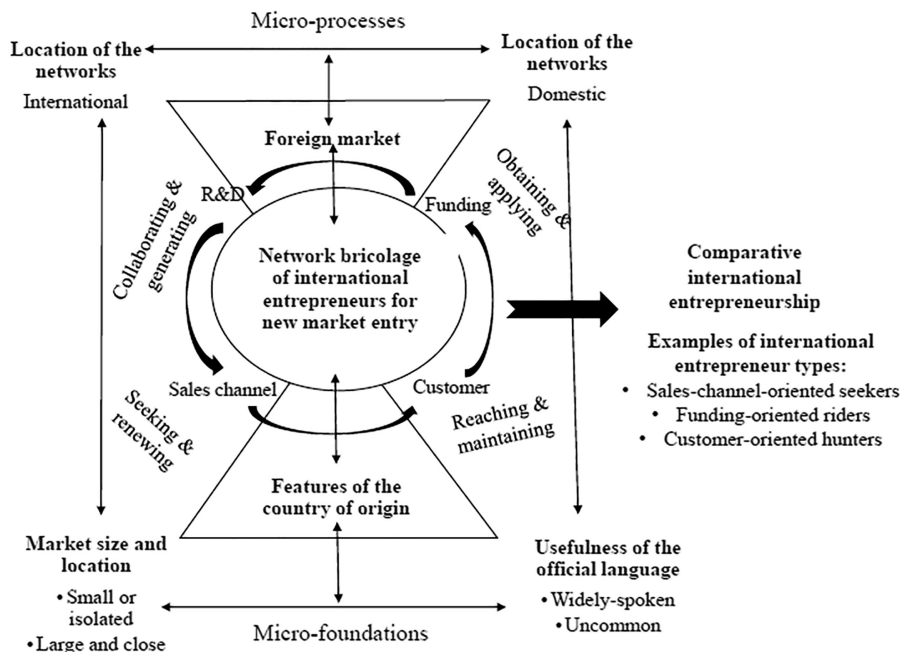 Micro-processes
Location of the
networks
International
Location of the
networks
Domestic
Foreign market
R&D
Funding
Collaborating &
generating
Obtaining &
applying
Network bricolage
of international
entrepreneurs for
new market entry
Comparative
international
entrepreneurship
Examples of international
entrepreneur types:
• Sales-channel-oriented seekers
• Funding-oriented riders
• Customer-oriented hunters
Sales channel
Customer
Seeking &
renewing
Reaching &
maintaining
Features of the
country of origin
Market size and
location
•Small or
isolated
•Large and close
Usefulness of the
official language
•Widely-spoken
•Uncommon
Micro-foundations